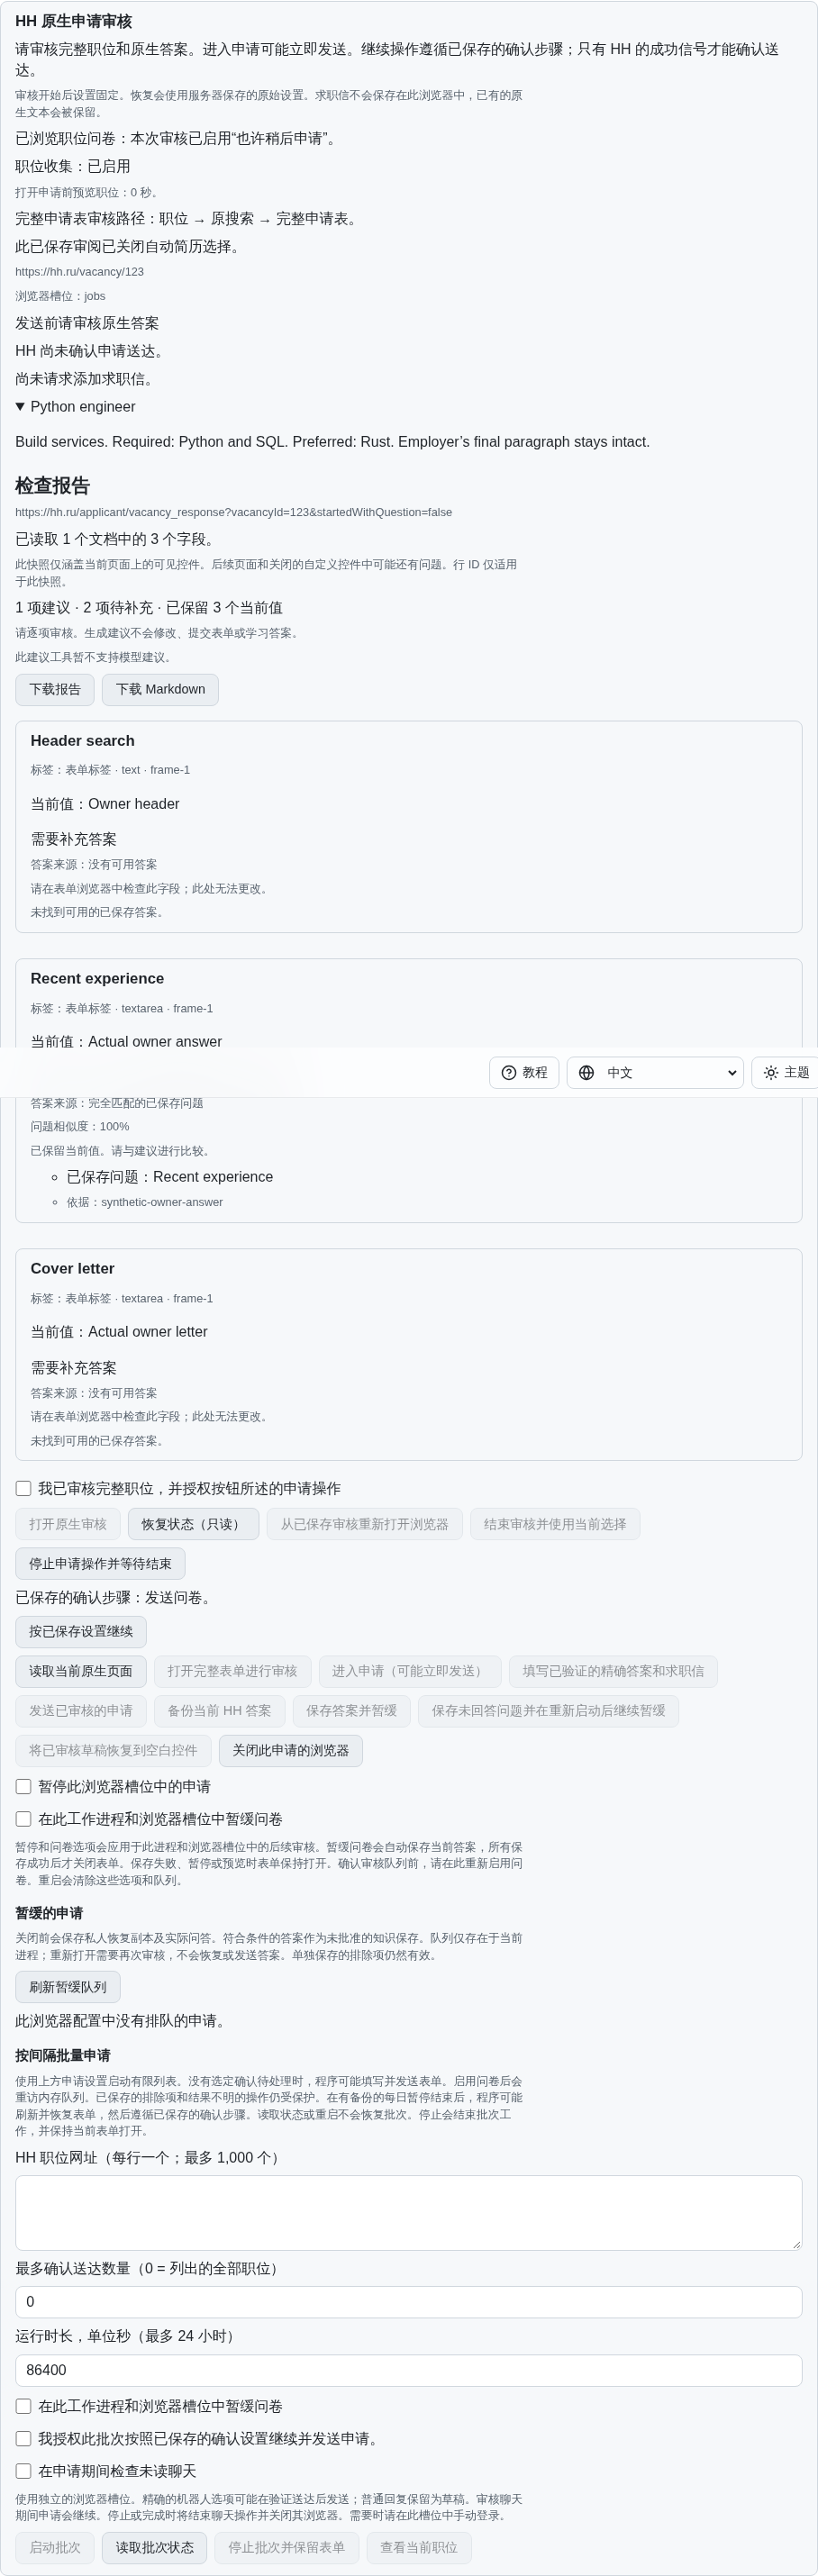 HH 原生申请审核
请审核完整职位和原生答案。进入申请可能立即发送。继续操作遵循已保存的确认步骤；只有 HH 的成功信号才能确认送
达。
审核开始后设置固定。恢复会使用服务器保存的原始设置。求职信不会保存在此浏览器中，已有的原
生文本会被保留。
已浏览职位问卷：本次审核已启用“也许稍后申请”。
职位收集：已启用
打开申请前预览职位：0 秒。
完整申请表审核路径：职位 → 原搜索 → 完整申请表。
此已保存审阅已关闭自动简历选择。
https://hh.ru/vacancy/123
浏览器槽位：jobs
发送前请审核原生答案
HH 尚未确认申请送达。
尚未请求添加求职信。
▼ Python engineer
Build services. Required: Python and SQL. Preferred: Rust. Employer’s final paragraph stays intact.
检查报告
https://hh.ru/applicant/vacancy_response?vacancyId=123&startedWithQuestion=false
已读取 1 个文档中的 3 个字段。
此快照仅涵盖当前页面上的可见控件。后续页面和关闭的自定义控件中可能还有问题。行 ID 仅适用
于此快照。
1 项建议 · 2 项待补充 · 已保留 3 个当前值
请逐项审核。生成建议不会修改、提交表单或学习答案。
此建议工具暂不支持模型建议。
下载报告 下载 Markdown
Header search
标签：表单标签 · text · frame-1
当前值：Owner header
需要补充答案
答案来源：没有可用答案
请在表单浏览器中检查此字段；此处无法更改。
未找到可用的已保存答案。
Recent experience
标签：表单标签 · textarea · frame-1
当前值：Actual owner answer
教程 中文 主题
答案来源：完全匹配的已保存问题
问题相似度：100%
已保留当前值。请与建议进行比较。
已保存问题：Recent experience
依据：synthetic-owner-answer
Cover letter
标签：表单标签 · textarea · frame-1
当前值：Actual owner letter
需要补充答案
答案来源：没有可用答案
请在表单浏览器中检查此字段；此处无法更改。
未找到可用的已保存答案。
我已审核完整职位，并授权按钮所述的申请操作
打开原生审核 恢复状态（只读） 从已保存审核重新打开浏览器 结束审核并使用当前选择
停止申请操作并等待结束
已保存的确认步骤：发送问卷。
按已保存设置继续
读取当前原生页面 打开完整表单进行审核 进入申请（可能立即发送） 填写已验证的精确答案和求职信
发送已审核的申请 备份当前 HH 答案 保存答案并暂缓 保存未回答问题并在重新启动后继续暂缓
将已审核草稿恢复到空白控件 关闭此申请的浏览器
暂停此浏览器槽位中的申请
在此工作进程和浏览器槽位中暂缓问卷
暂停和问卷选项会应用于此进程和浏览器槽位中的后续审核。暂缓问卷会自动保存当前答案，所有保
存成功后才关闭表单。保存失败、暂停或预览时表单保持打开。确认审核队列前，请在此重新启用问
卷。重启会清除这些选项和队列。
暂缓的申请
关闭前会保存私人恢复副本及实际问答。符合条件的答案作为未批准的知识保存。队列仅存在于当前
进程；重新打开需要再次审核，不会恢复或发送答案。单独保存的排除项仍然有效。
刷新暂缓队列
此浏览器配置中没有排队的申请。
按间隔批量申请
使用上方申请设置启动有限列表。没有选定确认待处理时，程序可能填写并发送表单。启用问卷后会
重访内存队列。已保存的排除项和结果不明的操作仍受保护。在有备份的每日暂停结束后，程序可能
刷新并恢复表单，然后遵循已保存的确认步骤。读取状态或重启不会恢复批次。停止会结束批次工
作，并保持当前表单打开。
HH 职位网址（每行一个；最多 1,000 个）
最多确认送达数量（0 = 列出的全部职位）
0
运行时长，单位秒（最多 24 小时）
86400
在此工作进程和浏览器槽位中暂缓问卷
我授权此批次按照已保存的确认设置继续并发送申请。
在申请期间检查未读聊天
使用独立的浏览器槽位。精确的机器人选项可能在验证送达后发送；普通回复保留为草稿。审核聊天
期间申请会继续。停止或完成时将结束聊天操作并关闭其浏览器。需要时请在此槽位中手动登录。
启动批次 读取批次状态 停止批次并保留表单 查看当前职位